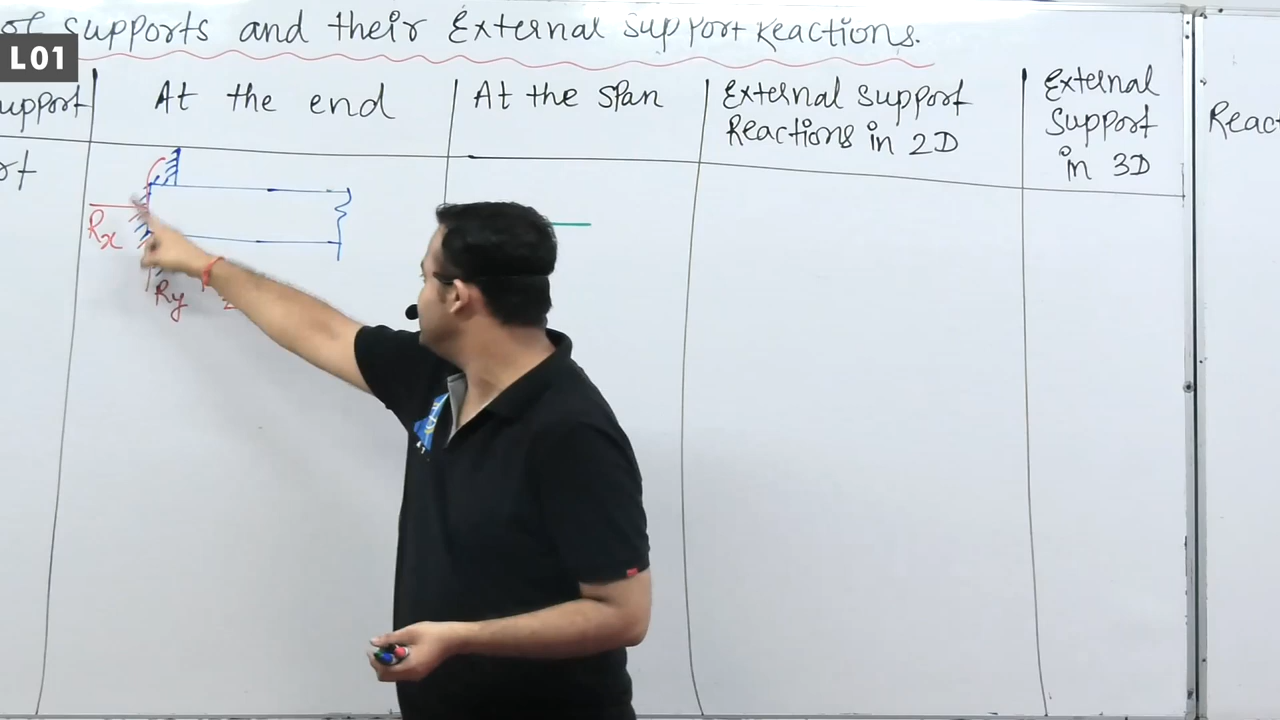 of supports and their External Support Reactions.
L01
upport
At the end
At the span
External support
Reactions in 2D
External
Support
in 3D
React
ort
Rx
Ry